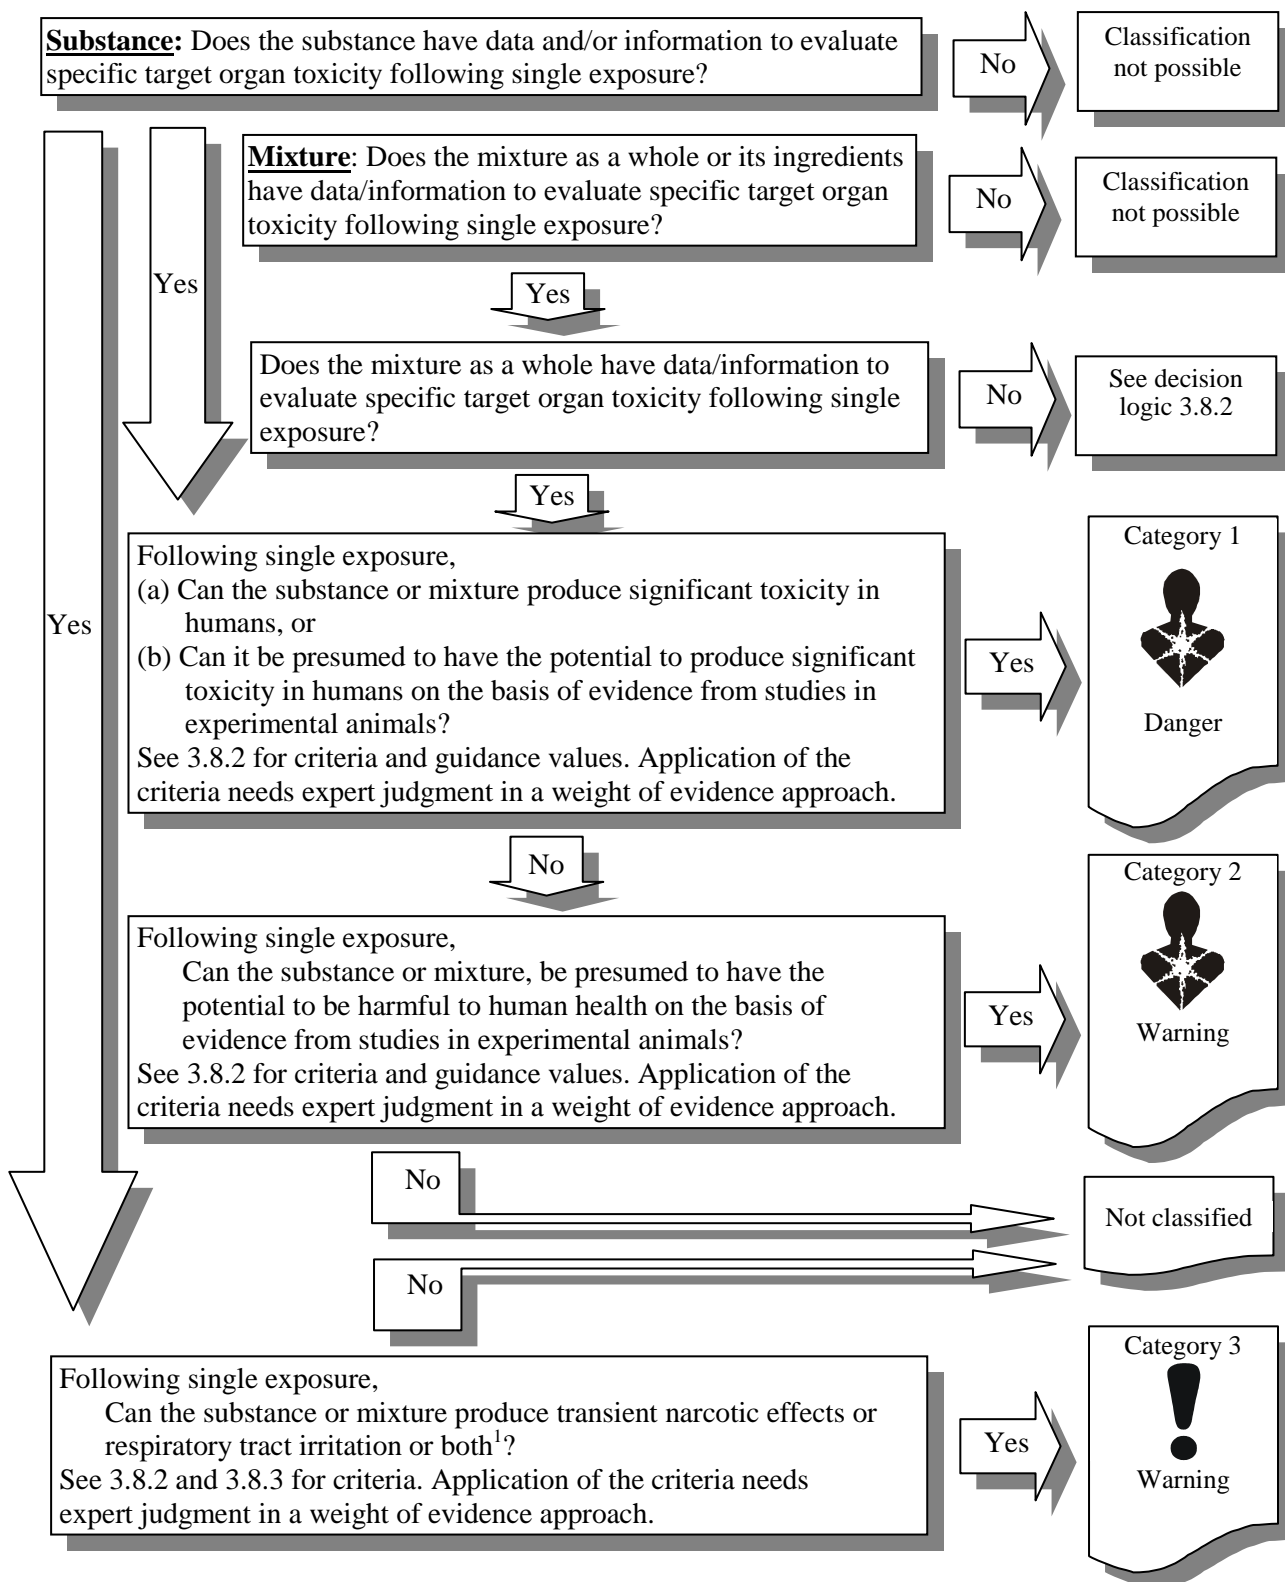 Substance: Does the substance have data and/or information to evaluate
specific target organ toxicity following single exposure?
No
Classification
not possible
Mixture: Does the mixture as a whole or its ingredients
have data/information to evaluate specific target organ
toxicity following single exposure?
No
Classification
not possible
Yes
Yes
Does the mixture as a whole have data/information to
evaluate specific target organ toxicity following single
exposure?
No
See decision
logic 3.8.2
Yes
Yes
Following single exposure,
(a) Can the substance or mixture produce significant toxicity in
humans, or
(b) Can it be presumed to have the potential to produce significant
toxicity in humans on the basis of evidence from studies in
experimental animals?
See 3.8.2 for criteria and guidance values. Application of the
criteria needs expert judgment in a weight of evidence approach.
Yes
Category 1
Danger
No
Following single exposure,
Can the substance or mixture, be presumed to have the
potential to be harmful to human health on the basis of
evidence from studies in experimental animals?
See 3.8.2 for criteria and guidance values. Application of the
criteria needs expert judgment in a weight of evidence approach.
Yes
Category 2
Warning
No
Not classified
No
Following single exposure,
Can the substance or mixture produce transient narcotic effects or
respiratory tract irritation or both1?
See 3.8.2 and 3.8.3 for criteria. Application of the criteria needs
expert judgment in a weight of evidence approach.
Yes
Category 3
Warning